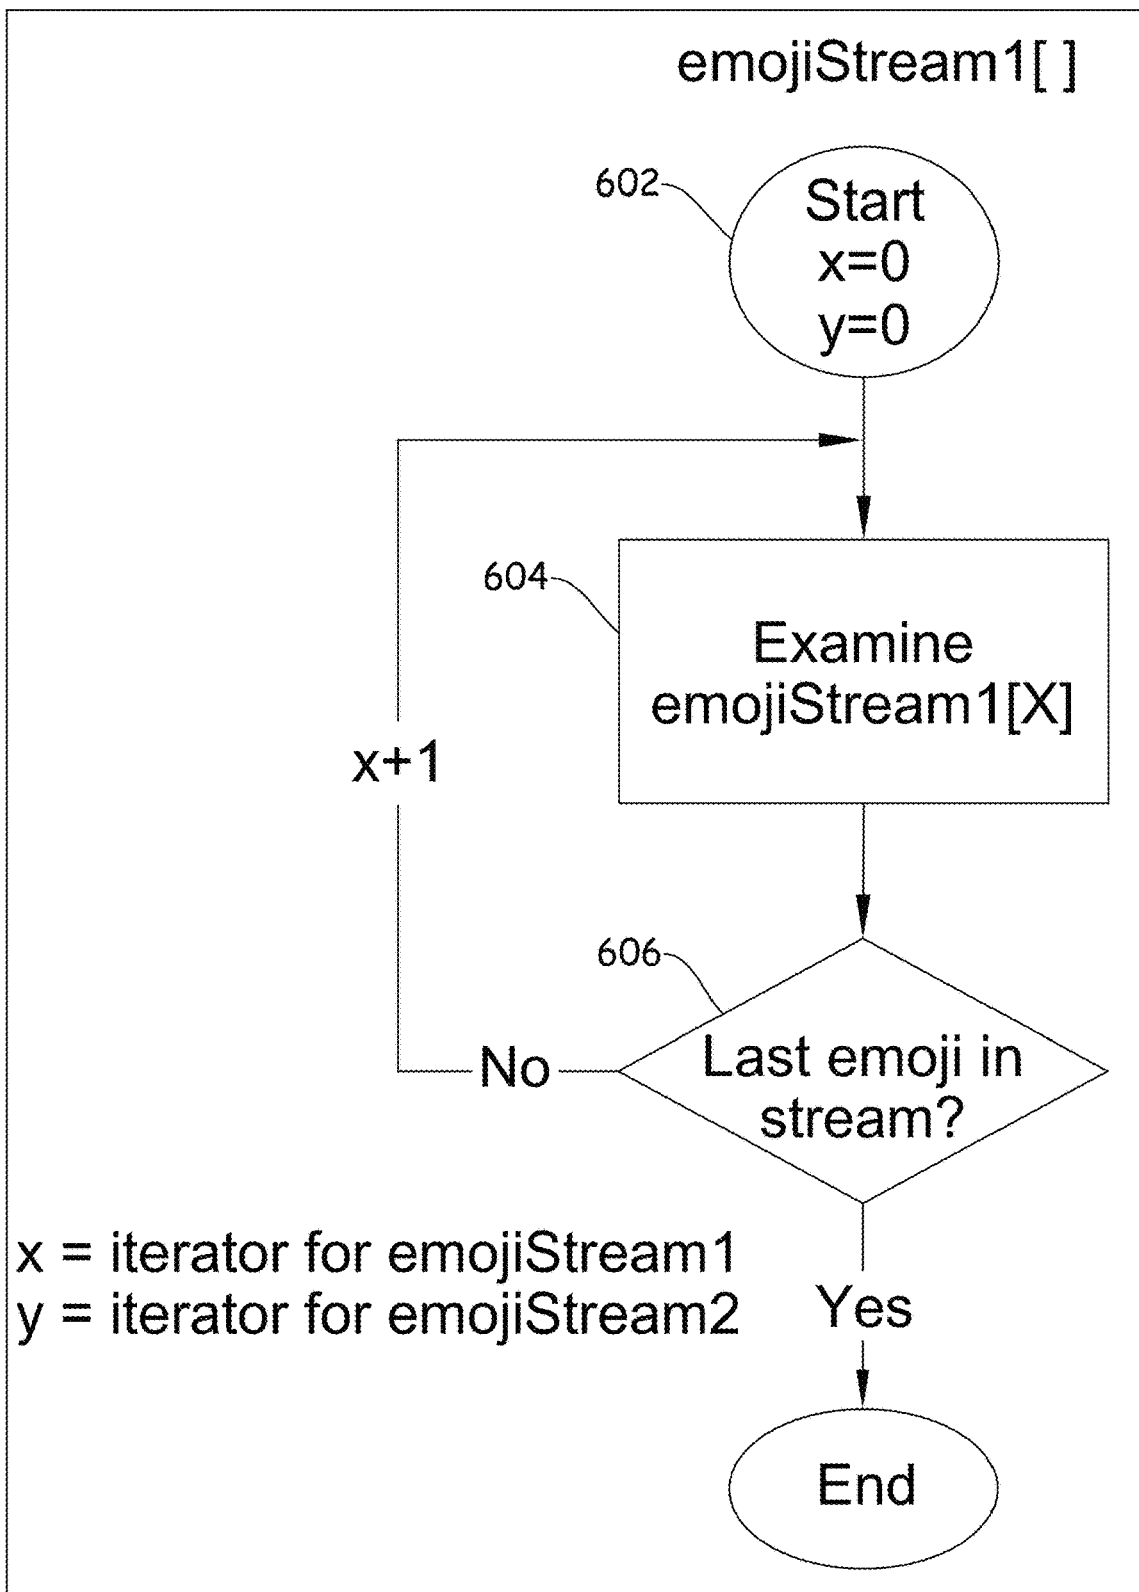 emojiStream1[ ]
602
Start
x=0
y=0
604
Examine
emojiStream1[X]
x+1
606
Last emoji in
stream?
No
x = iterator for emojiStream1
y = iterator for emojiStream2
Yes
End